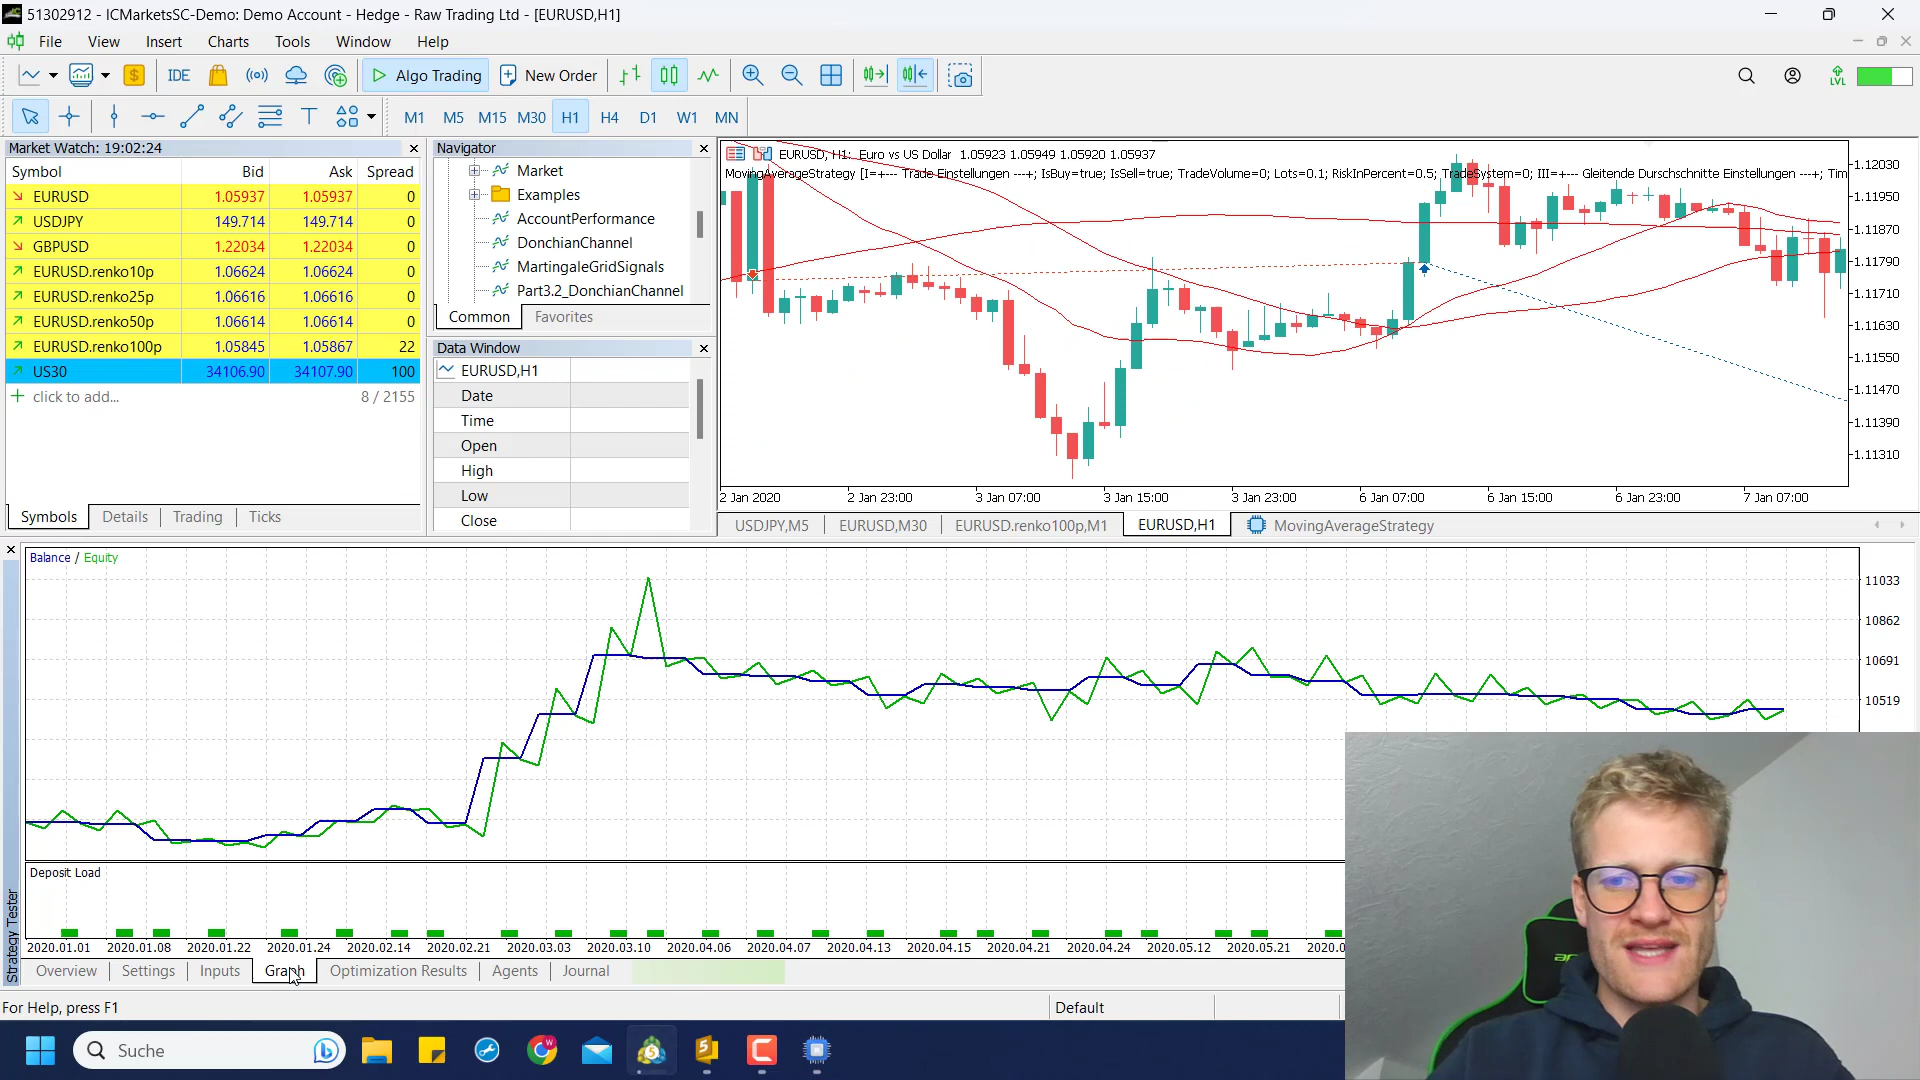 51302912 - ICMarketsSC-Demo: Demo Account - Hedge - Raw Trading Ltd - [EURUSD,H1]
File View Insert Charts Tools Window Help
IDE Algo Trading New Order LVL
M1 M5 M15 M30 H1 H4 D1 W1 MN
Market Watch: 19:02:24
Symbol Bid Ask Spread
EURUSD 1.05937 1.05937 0
USDJPY 149.714 149.714 0
GBPUSD 1.22034 1.22034 0
EURUSD.renko10p 1.06624 1.06624 0
EURUSD.renko25p 1.06616 1.06616 0
EURUSD.renko50p 1.06614 1.06614 0
EURUSD.renko100p 1.05845 1.05867 22
US30 34106.90 34107.90 100
click to add... 8 / 2155
Symbols Details Trading Ticks
Navigator
Market
Examples
AccountPerformance
DonchianChannel
MartingaleGridSignals
Part3.2_DonchianChannel
Common Favorites
Data Window
EURUSD,H1
Date
Time
Open
High
Low
Close
EURUSD, H1: Euro vs US Dollar 1.05923 1.05949 1.05920 1.05937
MovingAverageStrategy [I=+--- Trade Einstellungen ---+; IsBuy=true; IsSell=true; TradeVolume=0; Lots=0.1; RiskInPercent=0.5; TradeSystem=0; III=+--- Gleitende Durschschnitte Einstellungen ---+; Tim
1.12030
1.11950
1.11870
1.11790
1.11710
1.11630
1.11550
1.11470
1.11390
1.11310
2 Jan 2020 2 Jan 23:00 3 Jan 07:00 3 Jan 15:00 3 Jan 23:00 6 Jan 07:00 6 Jan 15:00 6 Jan 23:00 7 Jan 07:00
USDJPY,M5 EURUSD,M30 EURUSD.renko100p,M1 EURUSD,H1 MovingAverageStrategy
Balance / Equity
11033
10862
10691
10519
Deposit Load
2020.01.01 2020.01.08 2020.01.22 2020.01.24 2020.02.14 2020.02.21 2020.03.03 2020.03.10 2020.04.06 2020.04.07 2020.04.13 2020.04.15 2020.04.21 2020.04.24 2020.05.12 2020.05.21 2020.0
Strategy Tester
Overview Settings Inputs Graph Optimization Results Agents Journal
For Help, press F1 Default
Suche